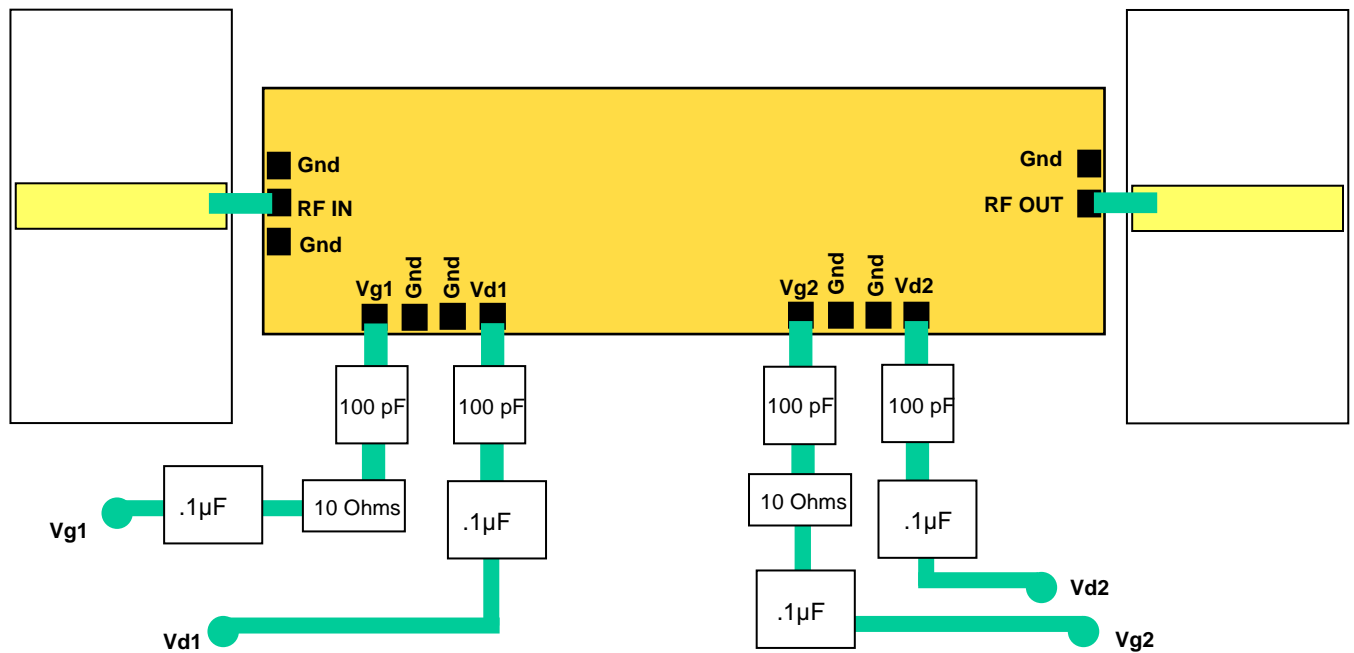 Gnd
RF IN
Gnd
Gnd
RF OUT
Vg1
Gnd
Gnd
Vd1
Vg2
Gnd
Gnd
Vd2
100 pF
100 pF
100 pF
100 pF
Vg1
.1µF
10 Ohms
.1µF
10 Ohms
.1µF
.1µF
Vd2
Vd1
Vg2